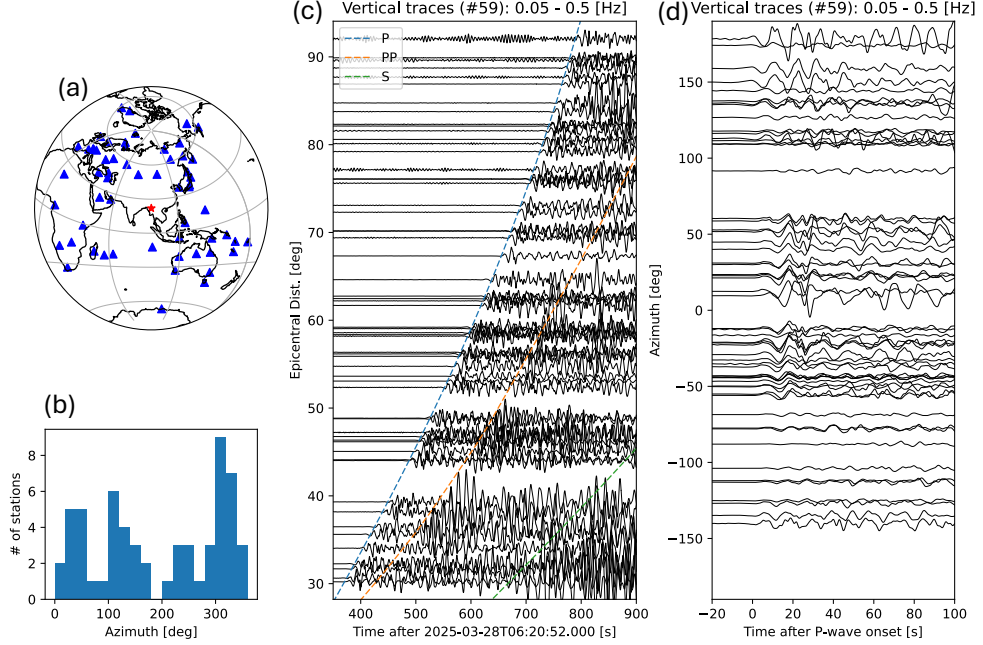 (a)
(b)
# of stations
8
6
4
2
0
0
100
200
300
Azimuth [deg]
(c)
Vertical traces (#59): 0.05 - 0.5 [Hz]
P
PP
S
Epicentral Dist. [deg]
90
80
70
60
50
40
30
400
500
600
700
800
900
Time after 2025-03-28T06:20:52.000 [s]
(d)
Vertical traces (#59): 0.05 - 0.5 [Hz]
Azimuth [deg]
150
100
50
0
−50
−100
−150
−20
0
20
40
60
80
100
Time after P-wave onset [s]